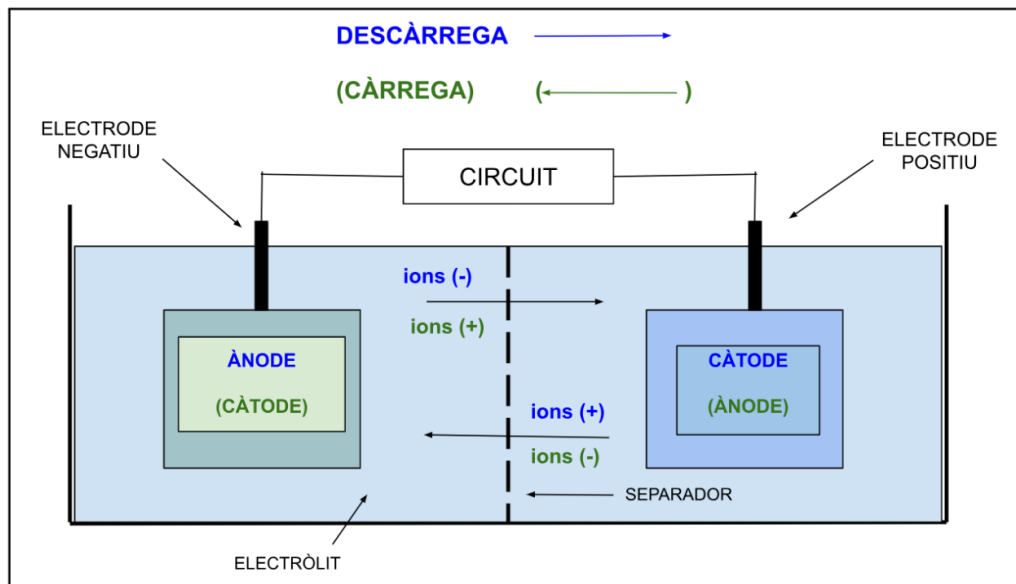 DESCÀRREGA
(CÀRREGA) ( )
ELECTRODE
NEGATIU
ELECTRODE
POSITIU
CIRCUIT
ions (-)
ions (+)
ÀNODE
(CÀTODE)
CÀTODE
(ÀNODE)
ions (+)
ions (-)
SEPARADOR
ELECTRÒLIT